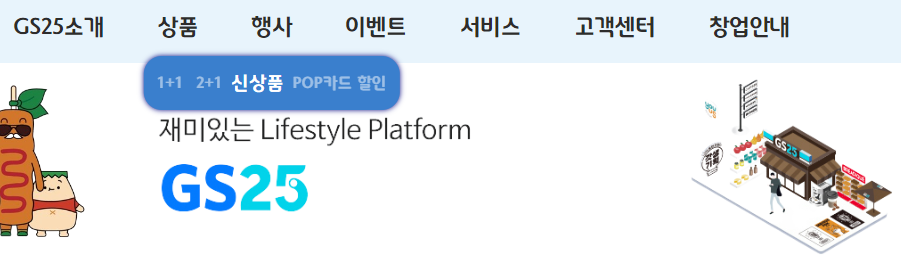 GS25소개 상품 행사 이벤트 서비스 고객센터 창업안내
1+1 2+1 신상품 POP카드 할인
재미있는 Lifestyle Platform
GS25
GS25